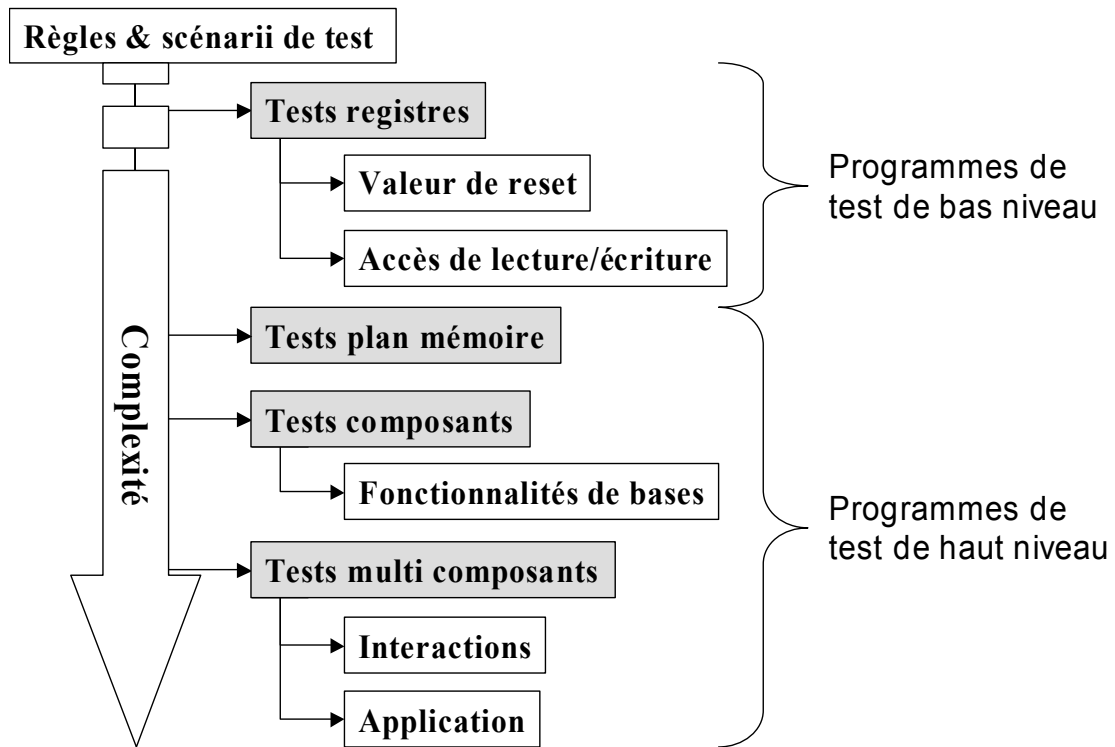 Règles & scénarii de test
Tests registres
Valeur de reset
Accès de lecture/écriture
Programmes de
test de bas niveau
Complexité
Tests plan mémoire
Tests composants
Fonctionnalités de bases
Tests multi composants
Interactions
Application
Programmes de
test de haut niveau